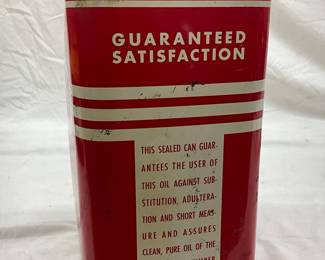 GUARANTEED
SATISFACTION
THIS SEALED CAN GUAR-
ANTEES THE USER OF
THIS OIL AGAINST SUB-
STITUTION, ADULTERA-
TION AND SHORT MEAS-
URE AND ASSURES
CLEAN, PURE OIL OF THE